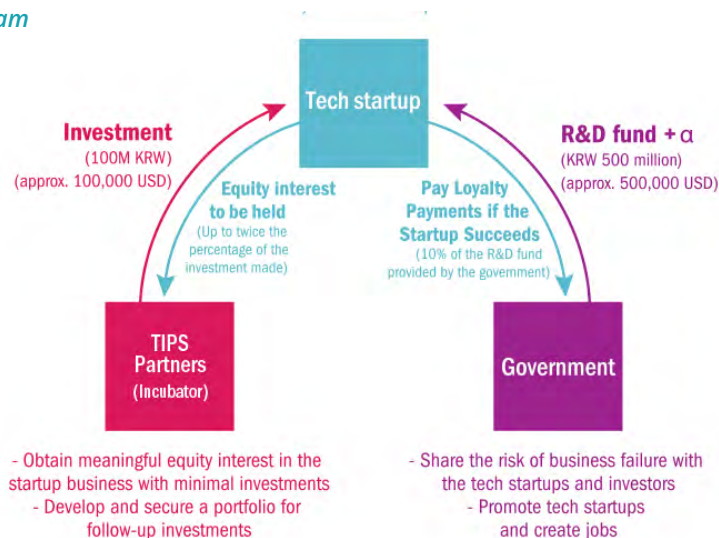 am
Tech startup
Investment
(100M KRW)
(approx. 100,000 USD)
R&D fund + α
(KRW 500 million)
(approx. 500,000 USD)
Equity interest
to be held
(Up to twice the
percentage of the
investment made)
Pay Loyalty
Payments if the
Startup Succeeds
(10% of the R&D fund
provided by the government)
TIPS
Partners
(Incubator)
Government
- Obtain meaningful equity interest in the
startup business with minimal investments
- Develop and secure a portfolio for
follow-up investments
- Share the risk of business failure with
the tech startups and investors
- Promote tech startups
and create jobs